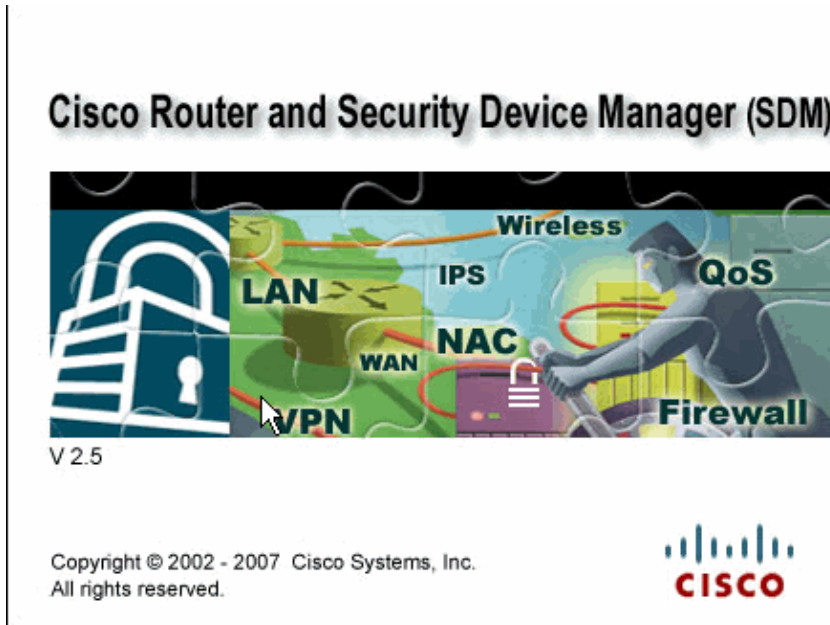 Cisco Router and Security Device Manager (SDM)
Wireless
IPS
QoS
LAN
NAC
WAN
VPN
Firewall
V 2.5
Copyright © 2002 - 2007 Cisco Systems, Inc.
All rights reserved.
CISCO